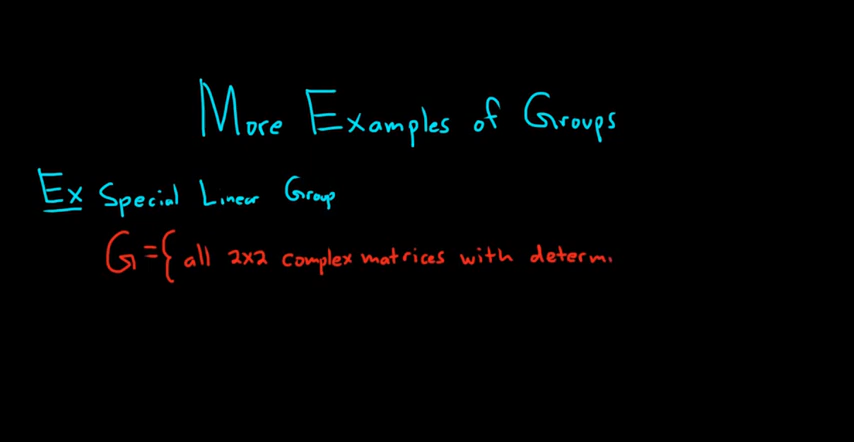 More Examples of Groups
Ex Special Linear Group
G={ all 2x2 complex matrices with determ